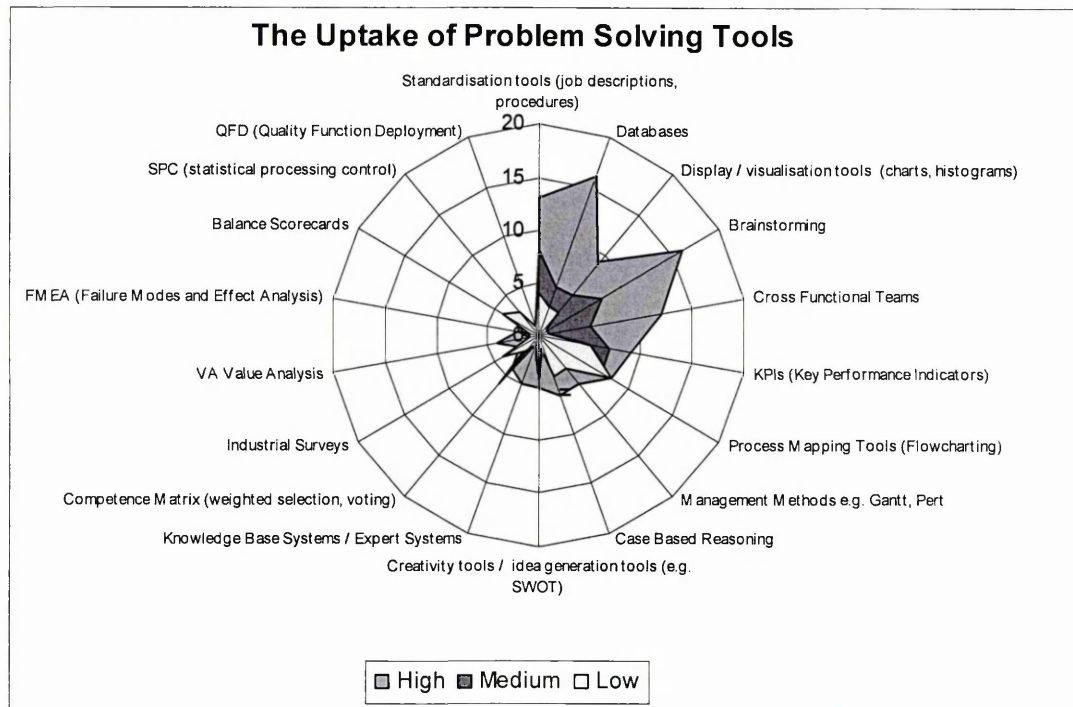 The Uptake of Problem Solving Tools
Standardisation tools (job descriptions,
procedures)
QFD (Quality Function Deployment)
20
Databases
SPC (statistical processing control)
15
Display / visualisation tools (charts, histograms)
Balance Scorecards
10
Brainstorming
FMEA (Failure Modes and Effect Analysis)
5
Cross Functional Teams
0
VA Value Analysis
KPIs (Key Performance Indicators)
Industrial Surveys
Process Mapping Tools (Flowcharting)
Competence Matrix (weighted selection, voting)
Management Methods e.g. Gantt, Pert
Knowledge Base Systems / Expert Systems
Case Based Reasoning
Creativity tools / idea generation tools (e.g.
SWOT)
High Medium Low